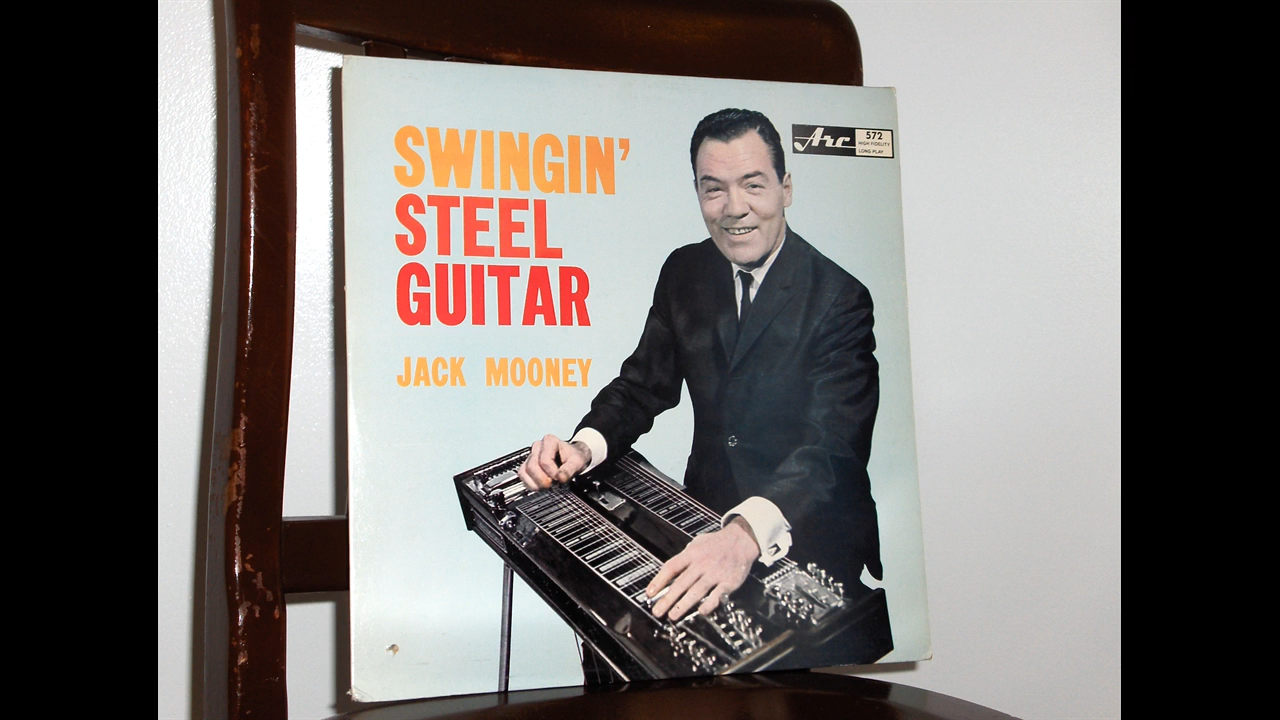 SWINGIN'
STEEL
GUITAR
JACK MOONEY
Arc
572
HIGH FIDELITY
LONG PLAY